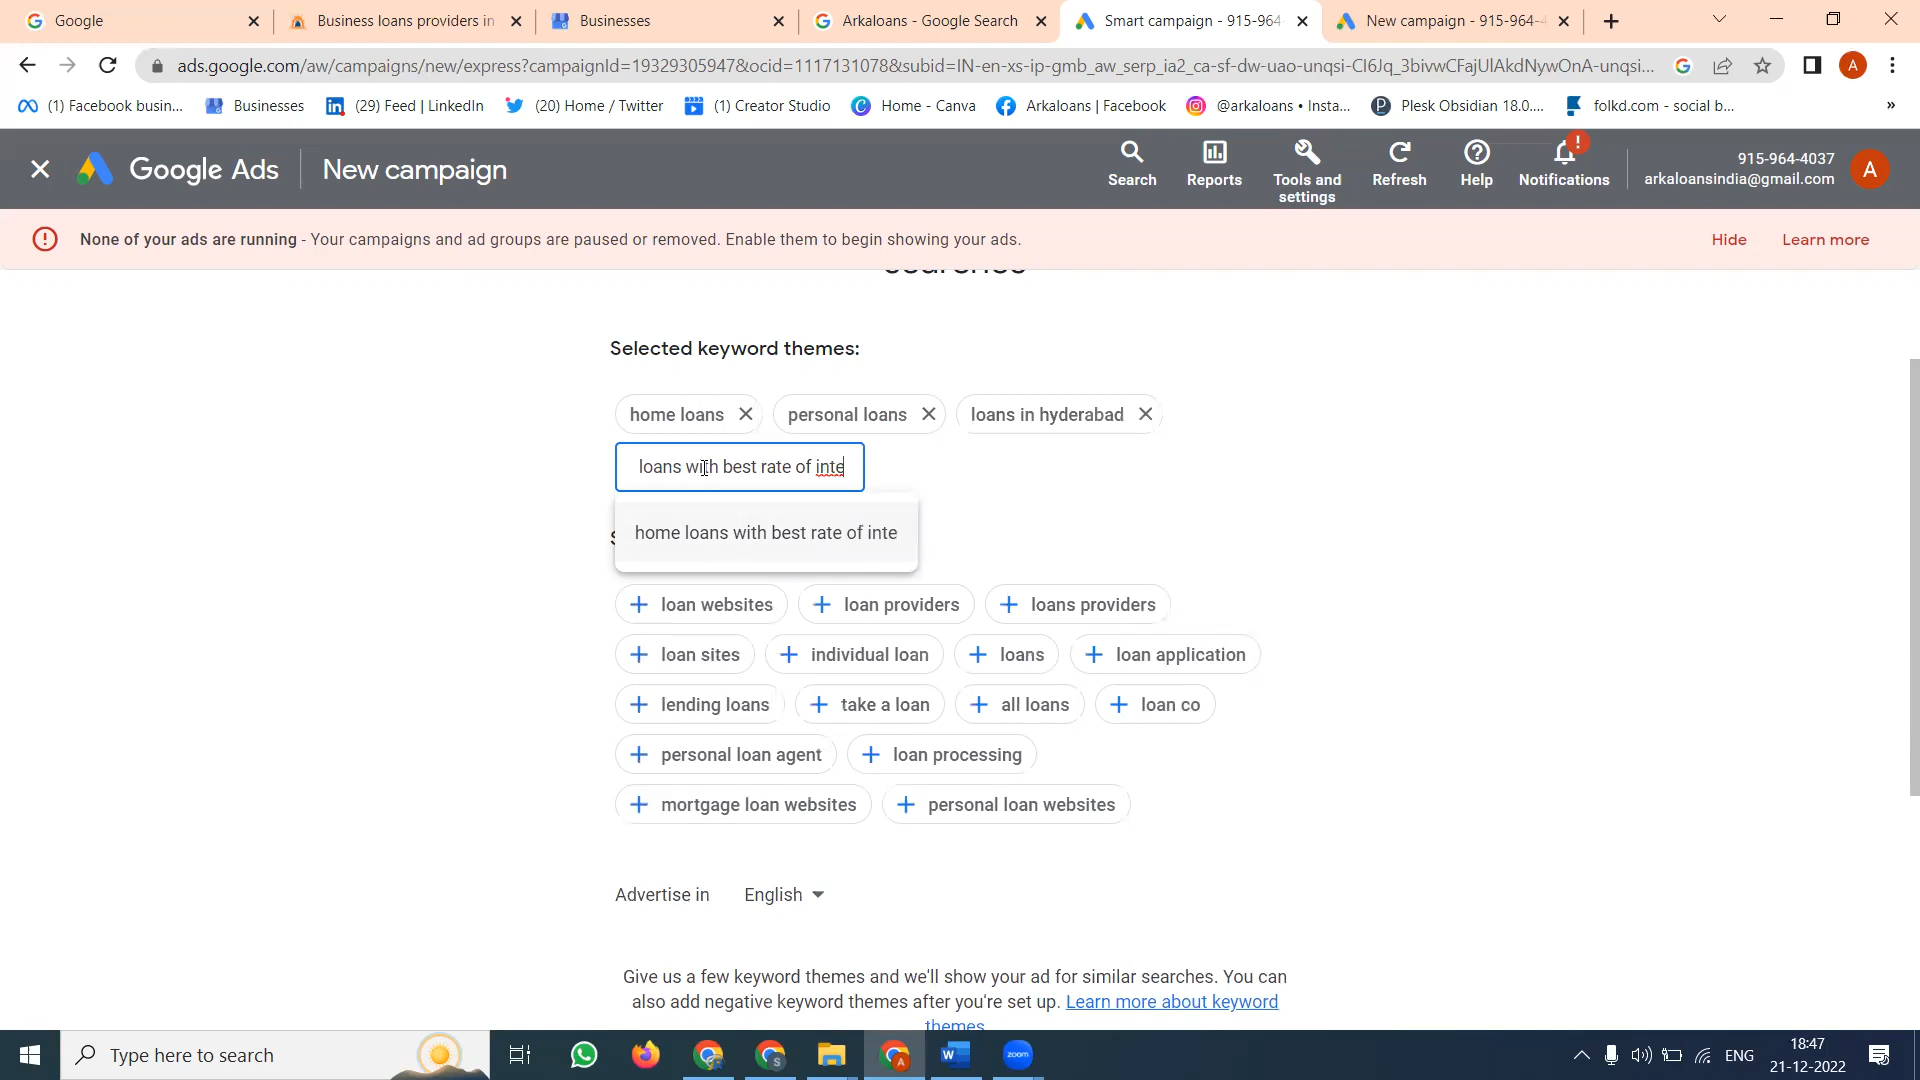 Google
Business loans providers in
Businesses
Arkaloans - Google Search
Smart campaign - 915-964
New campaign - 915-964-4
ads.google.com/aw/campaigns/new/express?campaignId=19329305947&ocid=1117131078&subid=IN-en-xs-ip-gmb_aw_serp_ia2_ca-sf-dw-uao-unqsi-CI6Jq_3bivwCFajUlAkdNywOnA-unqsi...
A
(1) Facebook busin...
Businesses
(29) Feed | LinkedIn
(20) Home / Twitter
(1) Creator Studio
Home - Canva
Arkaloans | Facebook
@arkaloans • Insta...
Plesk Obsidian 18.0....
folkd.com - social b...
»
Google Ads
New campaign
Search
Reports
Tools and
settings
Refresh
Help
Notifications
915-964-4037
arkaloansindia@gmail.com
A
None of your ads are running - Your campaigns and ad groups are paused or removed. Enable them to begin showing your ads.
Hide
Learn more
searches
Selected keyword themes:
home loans
personal loans
loans in hyderabad
loans with best rate of inte
home loans with best rate of inte
loan websites
loan providers
loans providers
loan sites
individual loan
loans
loan application
lending loans
take a loan
all loans
loan co
personal loan agent
loan processing
mortgage loan websites
personal loan websites
Advertise in
English
Give us a few keyword themes and we'll show your ad for similar searches. You can
also add negative keyword themes after you're set up. Learn more about keyword
themes
Type here to search
zoom
ENG
18:47
21-12-2022